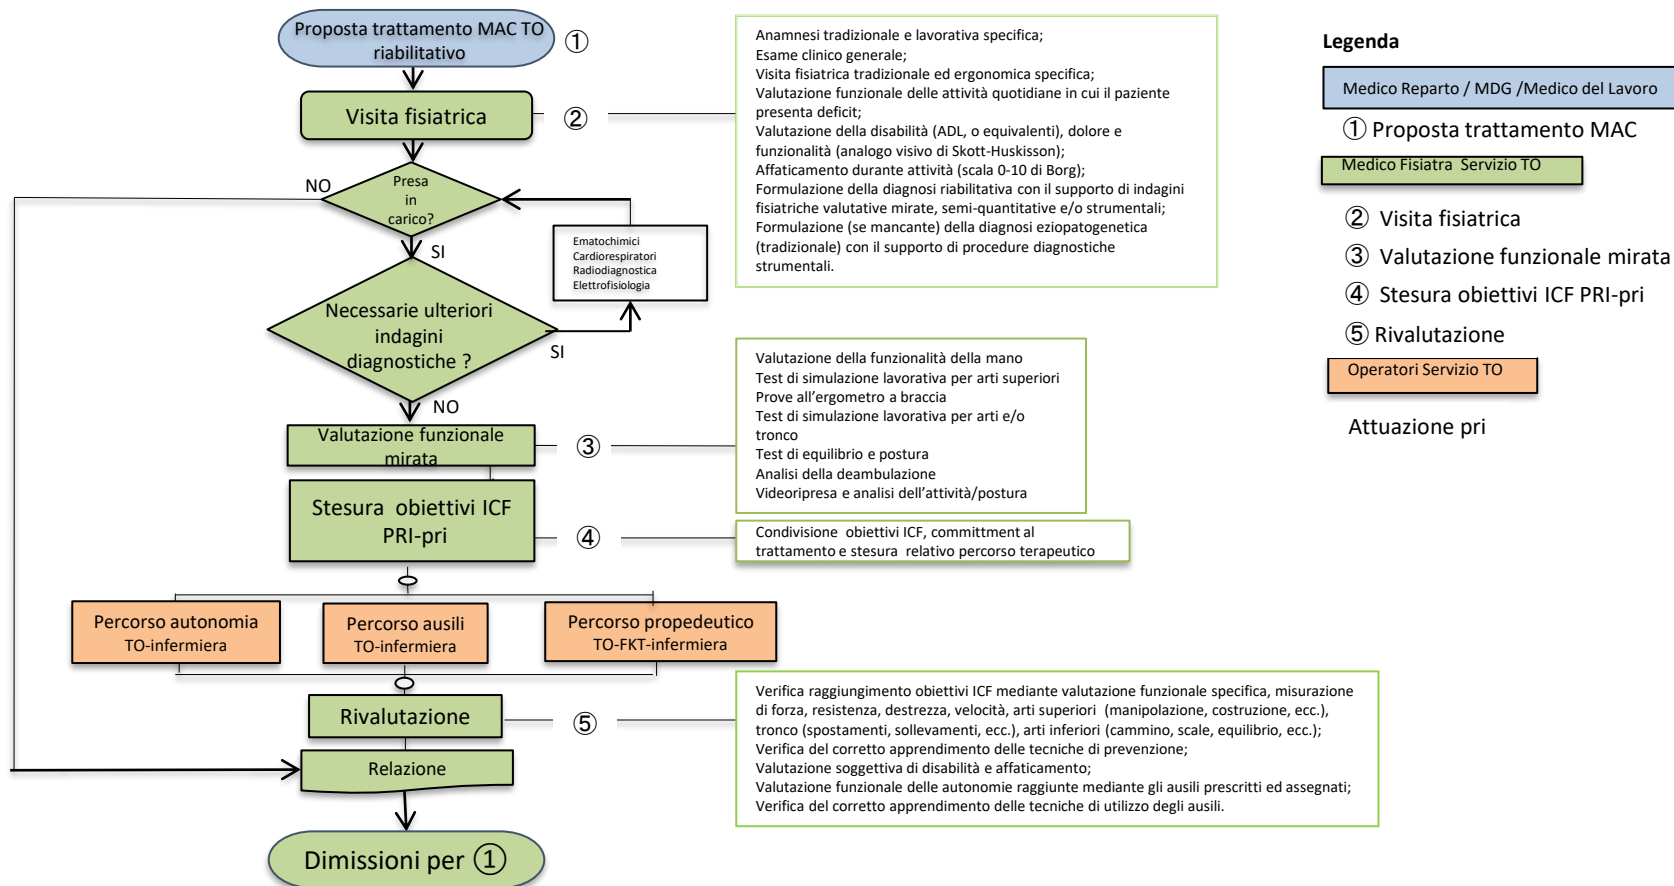 Proposta trattamento MAC TO
riabilitativo
①
Visita fisiatrica
②
Anamnesi tradizionale e lavorativa specifica;
Esame clinico generale;
Visita fisiatrica tradizionale ed ergonomica specifica;
Valutazione funzionale delle attività quotidiane in cui il paziente
presenta deficit;
Valutazione della disabilità (ADL, o equivalenti), dolore e
funzionalità (analogo visivo di Skott-Huskisson);
Affaticamento durante attività (scala 0-10 di Borg);
Formulazione della diagnosi riabilitativa con il supporto di indagini
fisiatriche valutative mirate, semi-quantitative e/o strumentali;
Formulazione (se mancante) della diagnosi eziopatogenetica
(tradizionale) con il supporto di procedure diagnostiche
strumentali.
NO
Presa
in
carico?
SI
Ematochimici
Cardiorespiratori
Radiodiagnostica
Elettrofisiologia
Necessarie ulteriori
indagini
diagnostiche ?
SI
NO
Valutazione funzionale
mirata
③
Valutazione della funzionalità della mano
Test di simulazione lavorativa per arti superiori
Prove all’ergometro a braccia
Test di simulazione lavorativa per arti e/o
tronco
Test di equilibrio e postura
Analisi della deambulazione
Videoripresa e analisi dell’attività/postura
Stesura obiettivi ICF
PRI-pri
④
Condivisione obiettivi ICF, committment al
trattamento e stesura relativo percorso terapeutico
Percorso autonomia
TO-infermiera
Percorso ausili
TO-infermiera
Percorso propedeutico
TO-FKT-infermiera
Rivalutazione
⑤
Verifica raggiungimento obiettivi ICF mediante valutazione funzionale specifica, misurazione
di forza, resistenza, destrezza, velocità, arti superiori (manipolazione, costruzione, ecc.),
tronco (spostamenti, sollevamenti, ecc.), arti inferiori (cammino, scale, equilibrio, ecc.);
Verifica del corretto apprendimento delle tecniche di prevenzione;
Valutazione soggettiva di disabilità e affaticamento;
Valutazione funzionale delle autonomie raggiunte mediante gli ausili prescritti ed assegnati;
Verifica del corretto apprendimento delle tecniche di utilizzo degli ausili.
Relazione
Dimissioni per ①
Legenda
Medico Reparto / MDG /Medico del Lavoro
① Proposta trattamento MAC
Medico Fisiatra Servizio TO
② Visita fisiatrica
③ Valutazione funzionale mirata
④ Stesura obiettivi ICF PRI-pri
⑤ Rivalutazione
Operatori Servizio TO
Attuazione pri